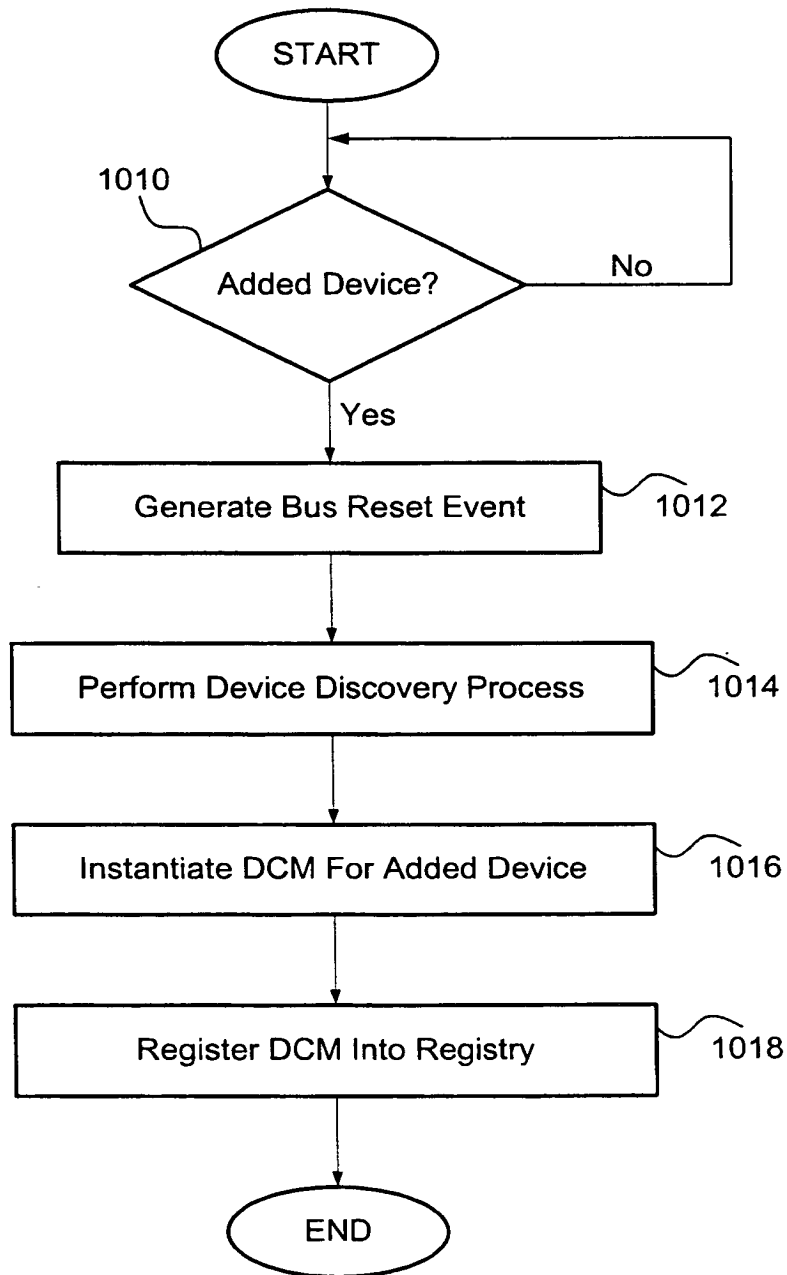 START
1010
Added Device?
No
Yes
Generate Bus Reset Event
1012
Perform Device Discovery Process
1014
Instantiate DCM For Added Device
1016
Register DCM Into Registry
1018
END